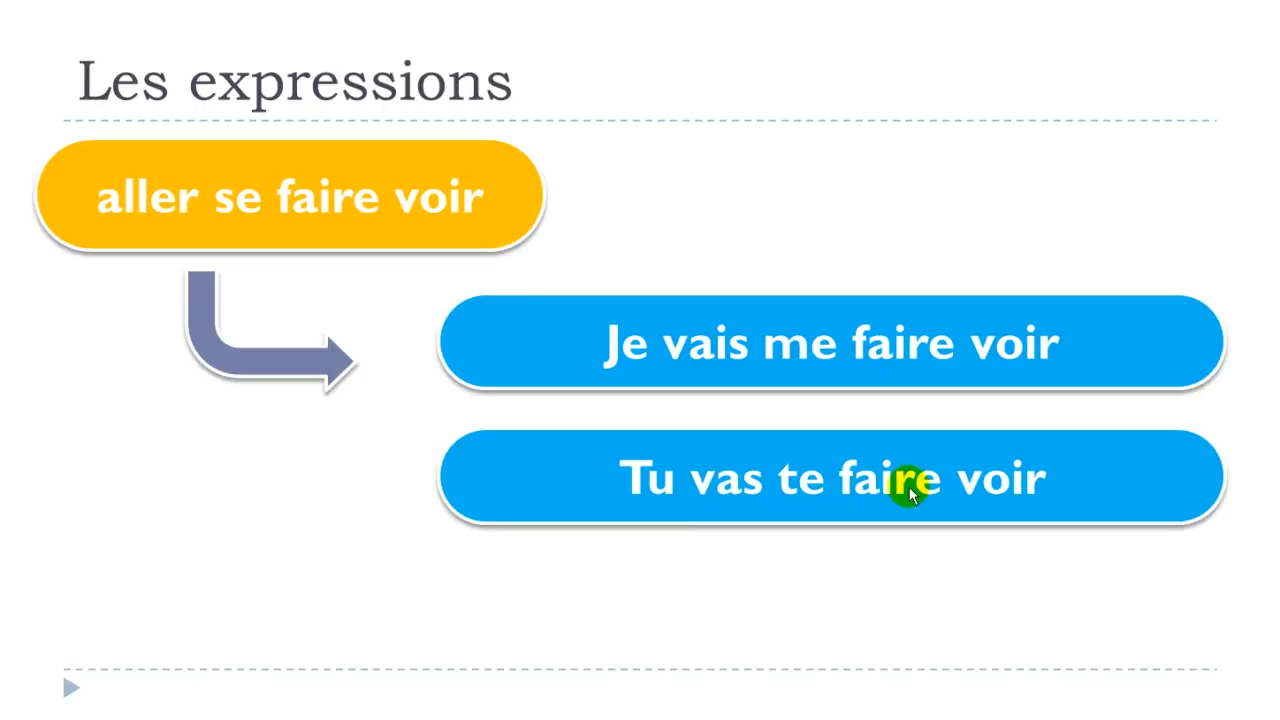 Les expressions
aller se faire voir
Je vais me faire voir
Tu vas te faire voir